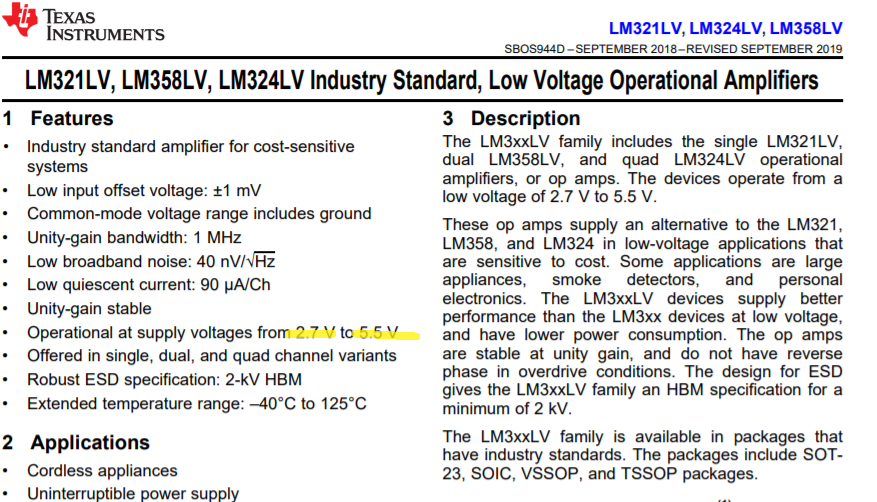 TEXAS
INSTRUMENTS
LM321LV, LM324LV, LM358LV
SBOS944D – SEPTEMBER 2018 – REVISED SEPTEMBER 2019
LM321LV, LM358LV, LM324LV Industry Standard, Low Voltage Operational Amplifiers
1 Features
• Industry standard amplifier for cost-sensitive
systems
• Low input offset voltage: ±1 mV
• Common-mode voltage range includes ground
• Unity-gain bandwidth: 1 MHz
• Low broadband noise: 40 nV/√Hz
• Low quiescent current: 90 µA/Ch
• Unity-gain stable
• Operational at supply voltages from 2.7 V to 5.5 V
• Offered in single, dual, and quad channel variants
• Robust ESD specification: 2-kV HBM
• Extended temperature range: –40°C to 125°C
2 Applications
• Cordless appliances
• Uninterruptible power supply
3 Description
The LM3xxLV family includes the single LM321LV,
dual LM358LV, and quad LM324LV operational
amplifiers, or op amps. The devices operate from a
low voltage of 2.7 V to 5.5 V.
These op amps supply an alternative to the LM321,
LM358, and LM324 in low-voltage applications that
are sensitive to cost. Some applications are large
appliances, smoke detectors, and personal
electronics. The LM3xxLV devices supply better
performance than the LM3xx devices at low voltage,
and have lower power consumption. The op amps
are stable at unity gain, and do not have reverse
phase in overdrive conditions. The design for ESD
gives the LM3xxLV family an HBM specification for a
minimum of 2 kV.
The LM3xxLV family is available in packages that
have industry standards. The packages include SOT-
23, SOIC, VSSOP, and TSSOP packages.